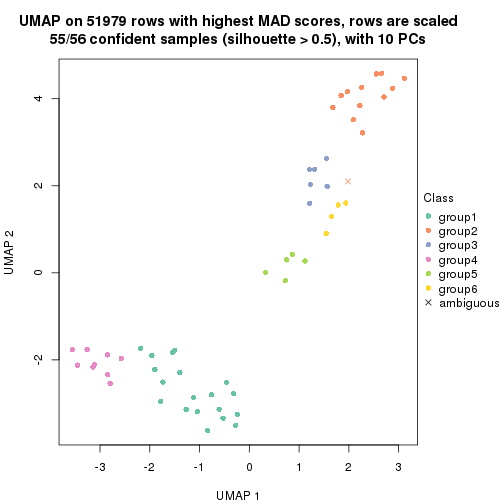 UMAP on 51979 rows with highest MAD scores, rows are scaled
55/56 confident samples (silhouette > 0.5), with 10 PCs
4
2
0
-2
UMAP 2
-3
-2
-1
0
1
2
3
UMAP 1
Class
group1
group2
group3
group4
group5
group6
ambiguous